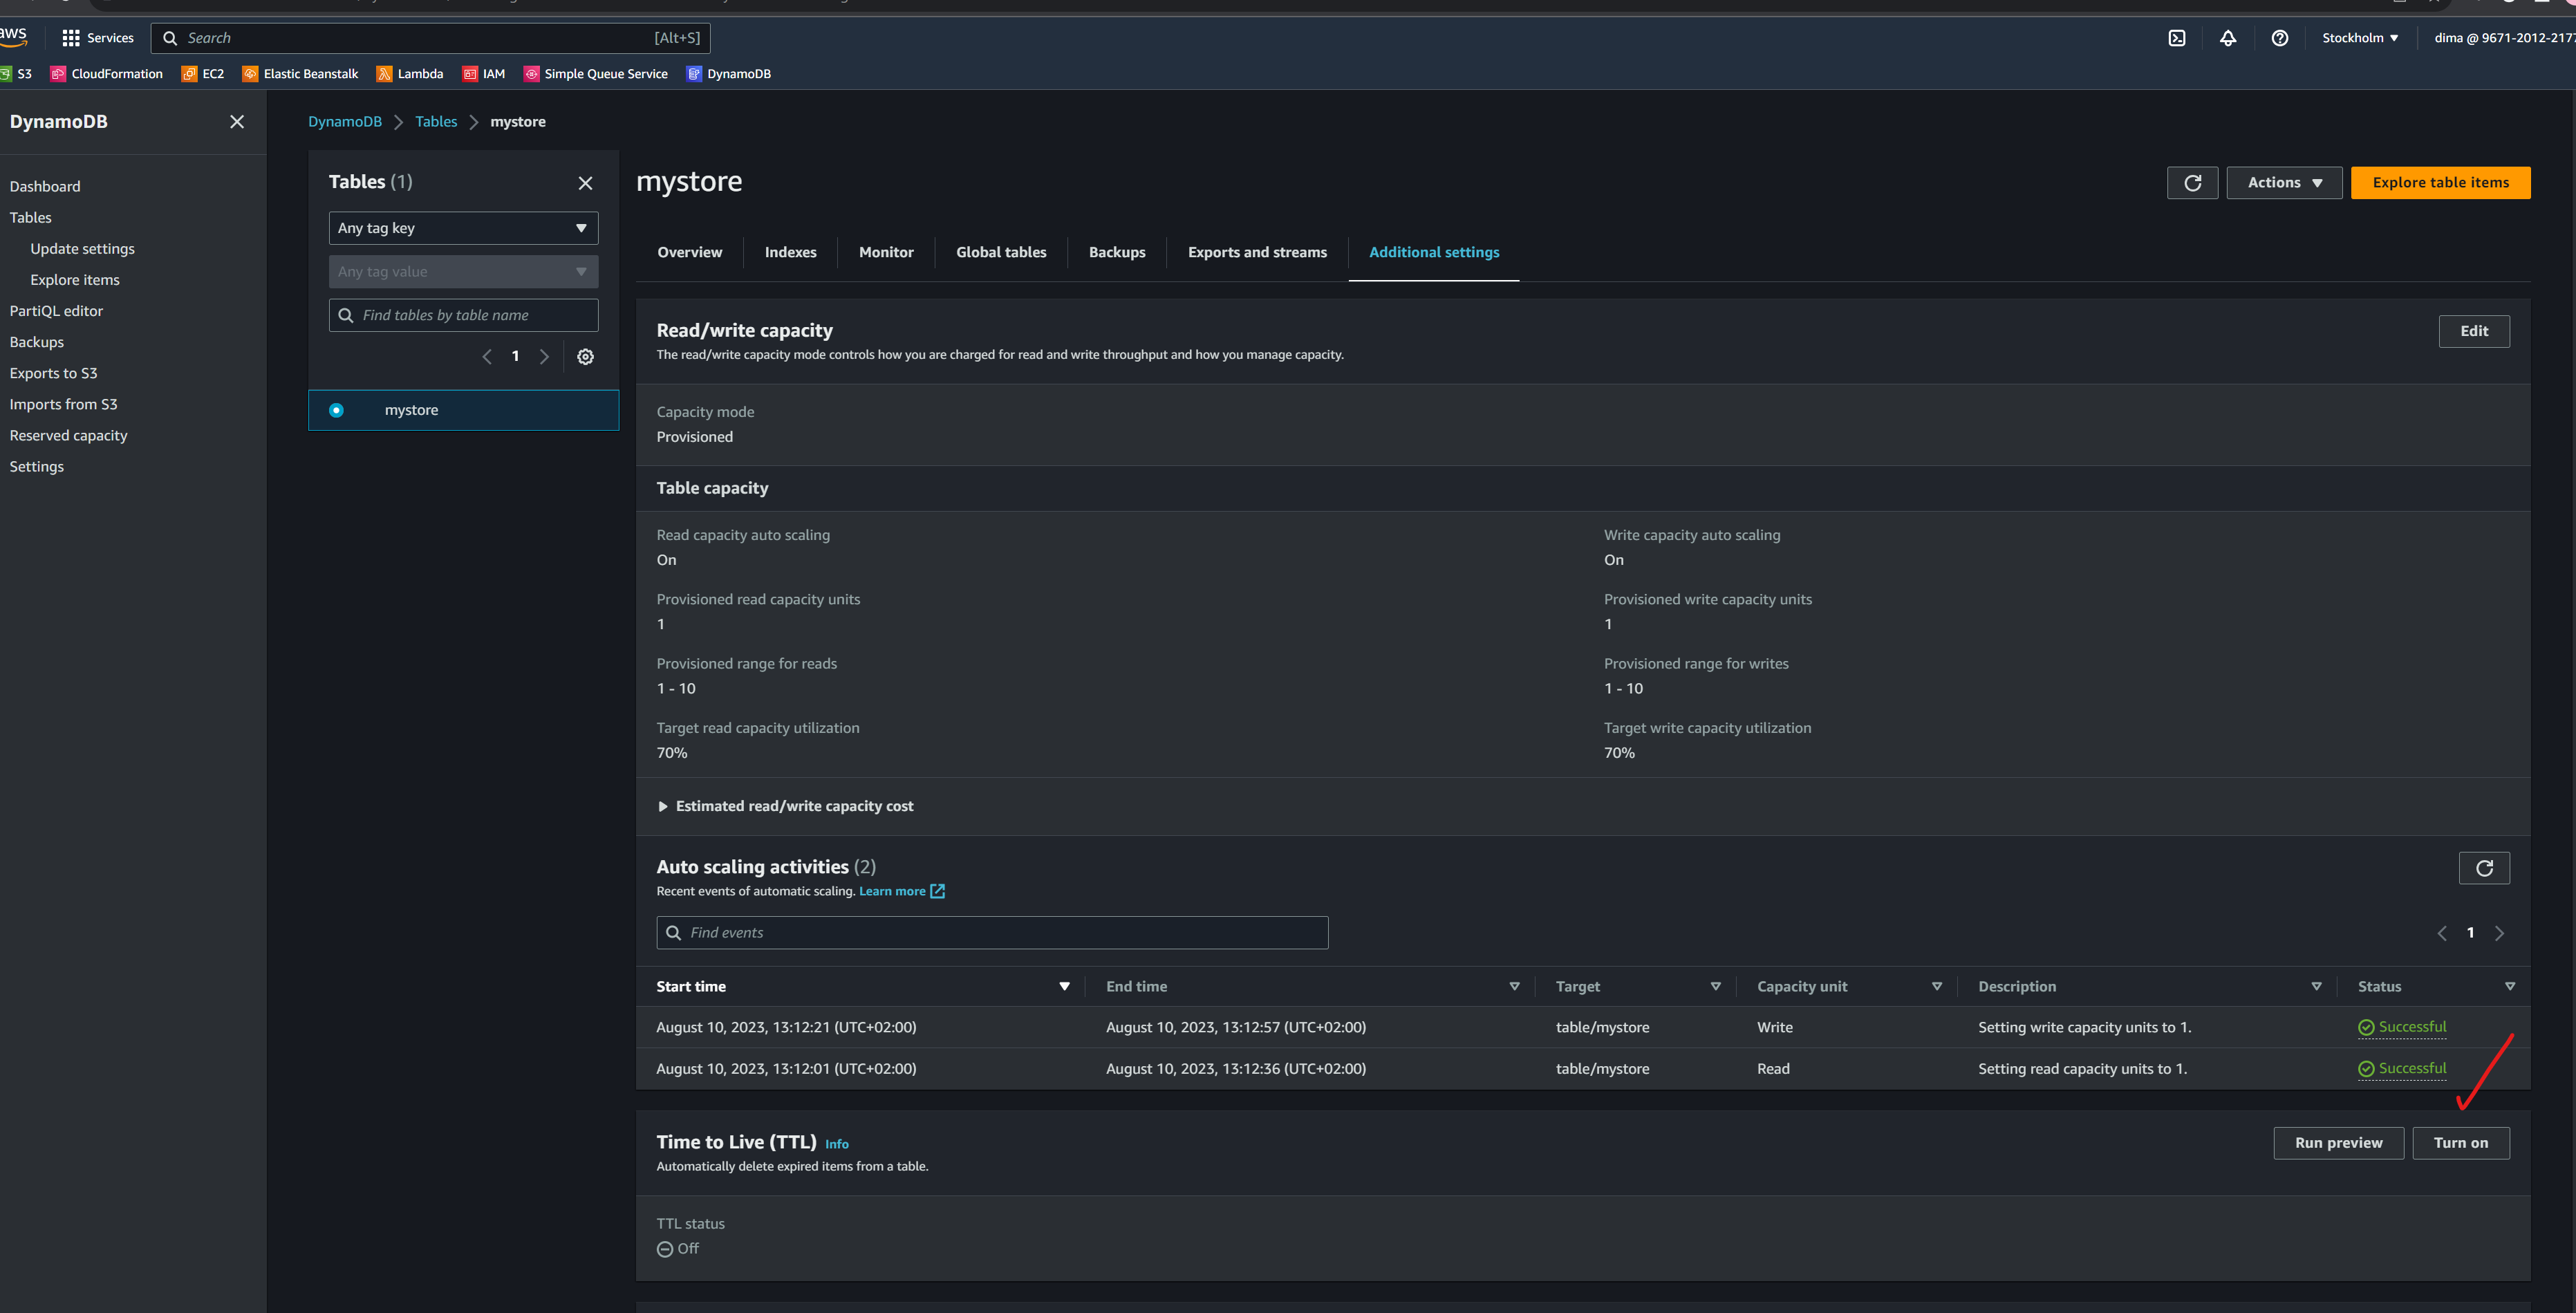 aws
Services
Search [Alt+S]
Stockholm
dima @ 9671-2012-2177
S3 CloudFormation EC2 Elastic Beanstalk Lambda IAM Simple Queue Service DynamoDB
DynamoDB
Dashboard
Tables
Update settings
Explore items
PartiQL editor
Backups
Exports to S3
Imports from S3
Reserved capacity
Settings
DynamoDB Tables mystore
Tables (1)
Any tag key
Any tag value
Find tables by table name
1
mystore
mystore
Actions
Explore table items
Overview Indexes Monitor Global tables Backups Exports and streams Additional settings
Read/write capacity
Edit
The read/write capacity mode controls how you are charged for read and write throughput and how you manage capacity.
Capacity mode
Provisioned
Table capacity
Read capacity auto scaling
On
Write capacity auto scaling
On
Provisioned read capacity units
1
Provisioned write capacity units
1
Provisioned range for reads
1 - 10
Provisioned range for writes
1 - 10
Target read capacity utilization
70%
Target write capacity utilization
70%
Estimated read/write capacity cost
Auto scaling activities (2)
Recent events of automatic scaling. Learn more
Find events
1
Start time End time Target Capacity unit Description Status
August 10, 2023, 13:12:21 (UTC+02:00) August 10, 2023, 13:12:57 (UTC+02:00) table/mystore Write Setting write capacity units to 1. Successful
August 10, 2023, 13:12:01 (UTC+02:00) August 10, 2023, 13:12:36 (UTC+02:00) table/mystore Read Setting read capacity units to 1. Successful
Time to Live (TTL) Info
Run preview
Turn on
Automatically delete expired items from a table.
TTL status
Off